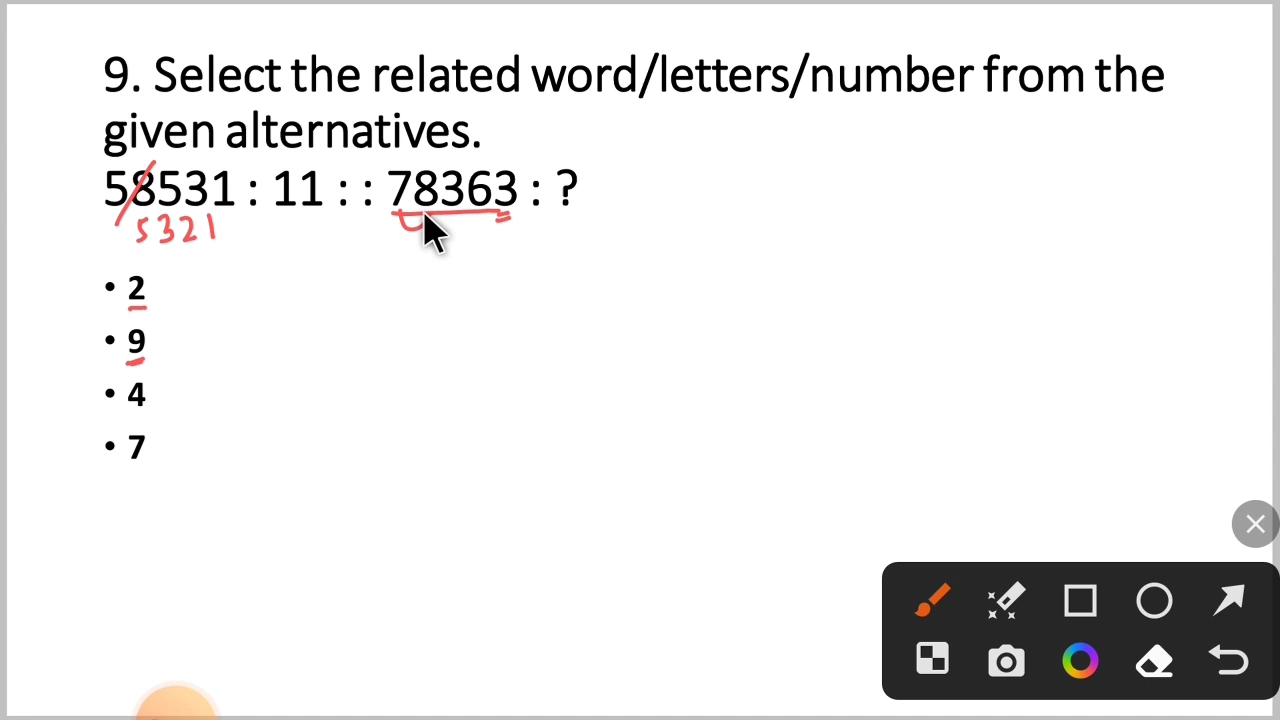 9. Select the related word/letters/number from the
given alternatives.
58531 : 11 : : 78363 : ?
5321
• 2
• 9
• 4
• 7